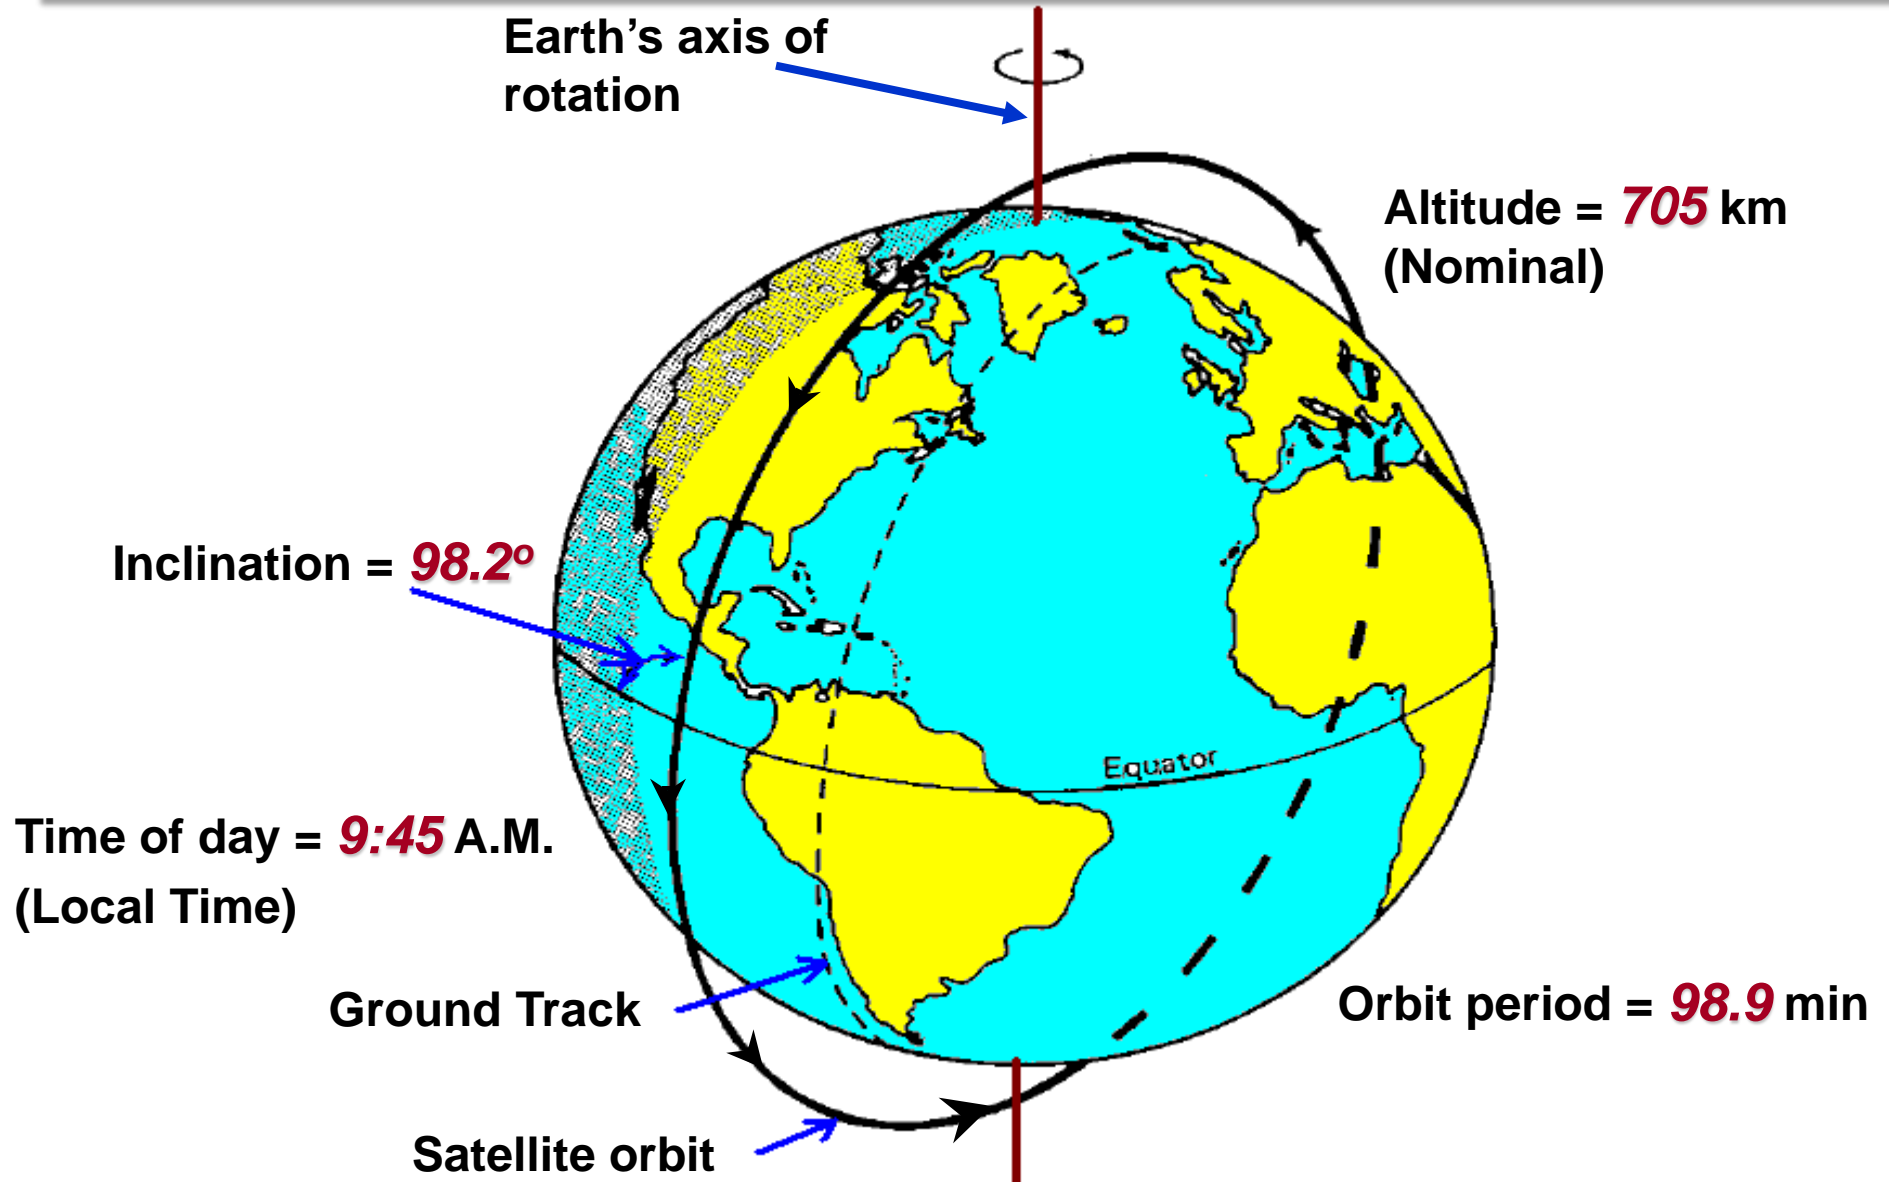 Earth’s axis of
rotation
Altitude = 705 km
(Nominal)
Inclination = 98.2º
Equator
Time of day = 9:45 A.M.
(Local Time)
Ground Track
Orbit period = 98.9 min
Satellite orbit